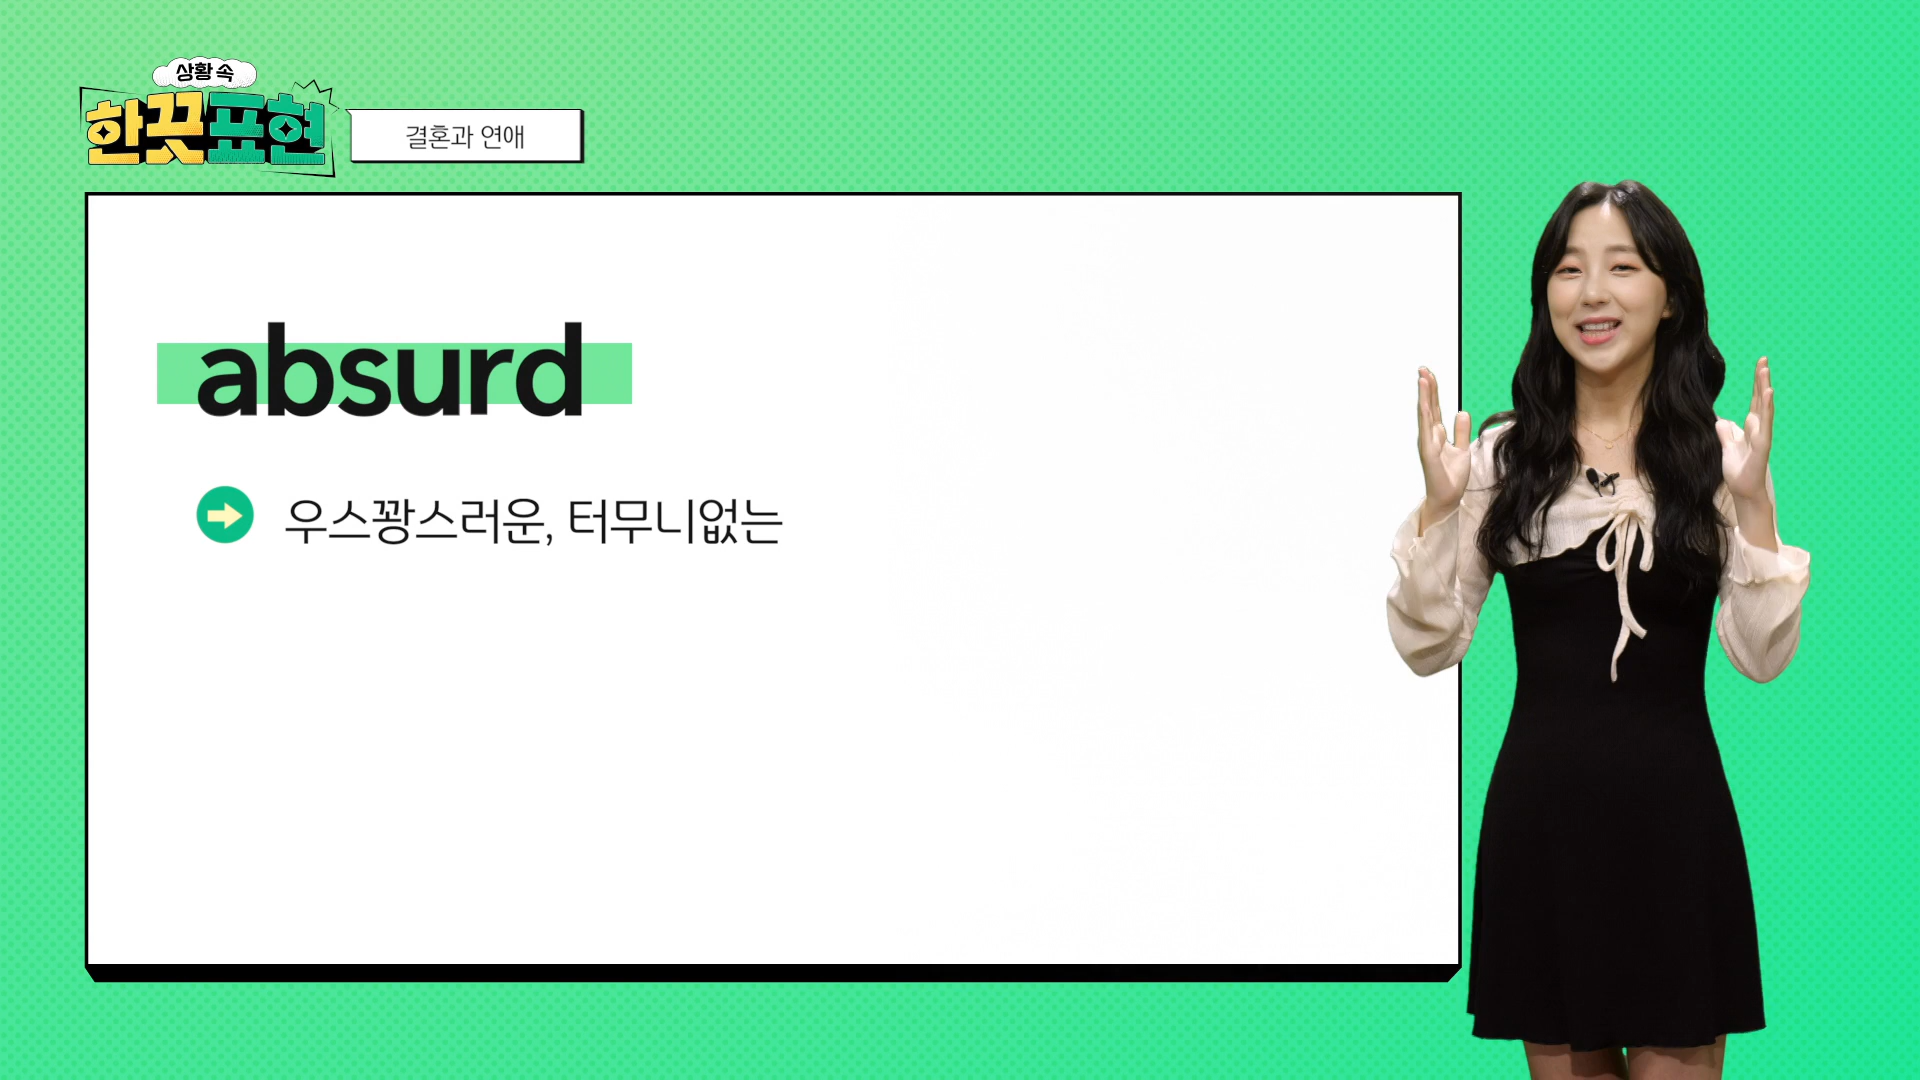 상황 속
한끗표현
결혼과 연애
absurd
우스꽝스러운, 터무니없는